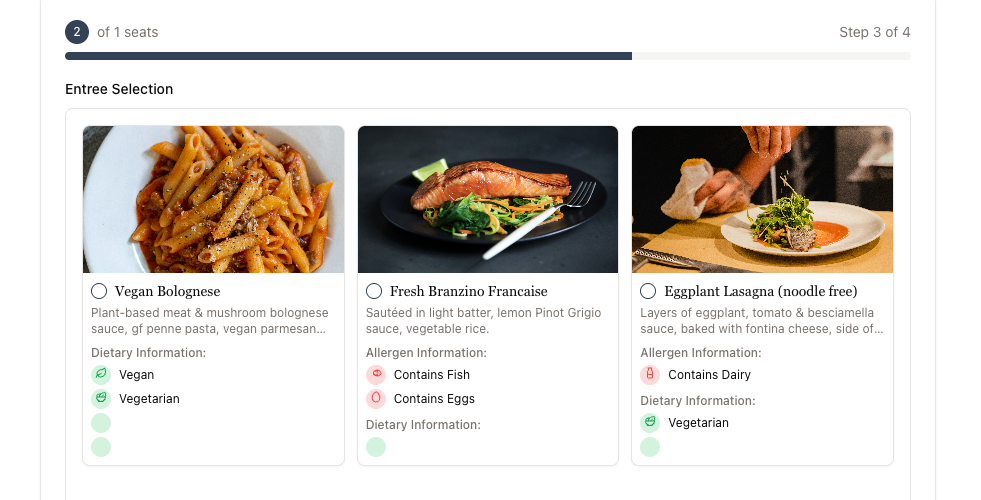 2 of 1 seats
Step 3 of 4
Entree Selection
Vegan Bolognese
Plant-based meat & mushroom bolognese
sauce, gf penne pasta, vegan parmesan...
Dietary Information:
Vegan
Vegetarian
Fresh Branzino Francaise
Sautéed in light batter, lemon Pinot Grigio
sauce, vegetable rice.
Allergen Information:
Contains Fish
Contains Eggs
Dietary Information:
Eggplant Lasagna (noodle free)
Layers of eggplant, tomato & besciamella
sauce, baked with fontina cheese, side of...
Allergen Information:
Contains Dairy
Dietary Information:
Vegetarian